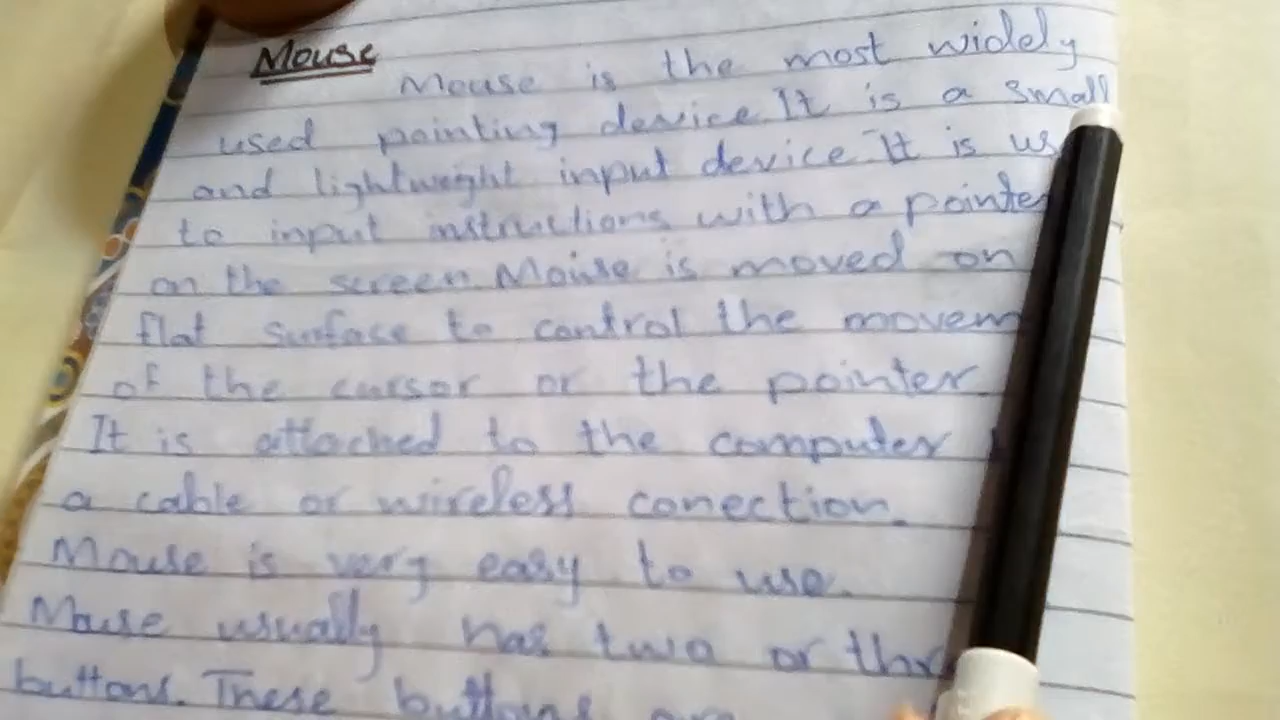 Mouse
Mouse is the most widely
used pointing device. It is a small
and lightweight input device. It is us
to input instructions with a pointer
on the screen Mouse is moved on
flat surface to control the movem
of the cursor or the pointer.
It is attached to the computer
a cable or wireless conection.
Mouse is very easy to use.
Mouse usually has two or thr
buttons. These buttons are